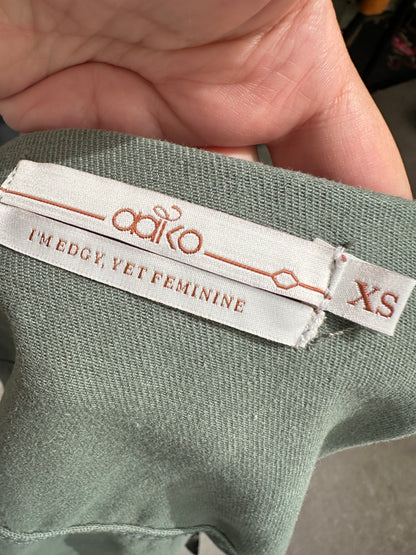 aaiko
I'M EDGY, YET FEMININE
XS